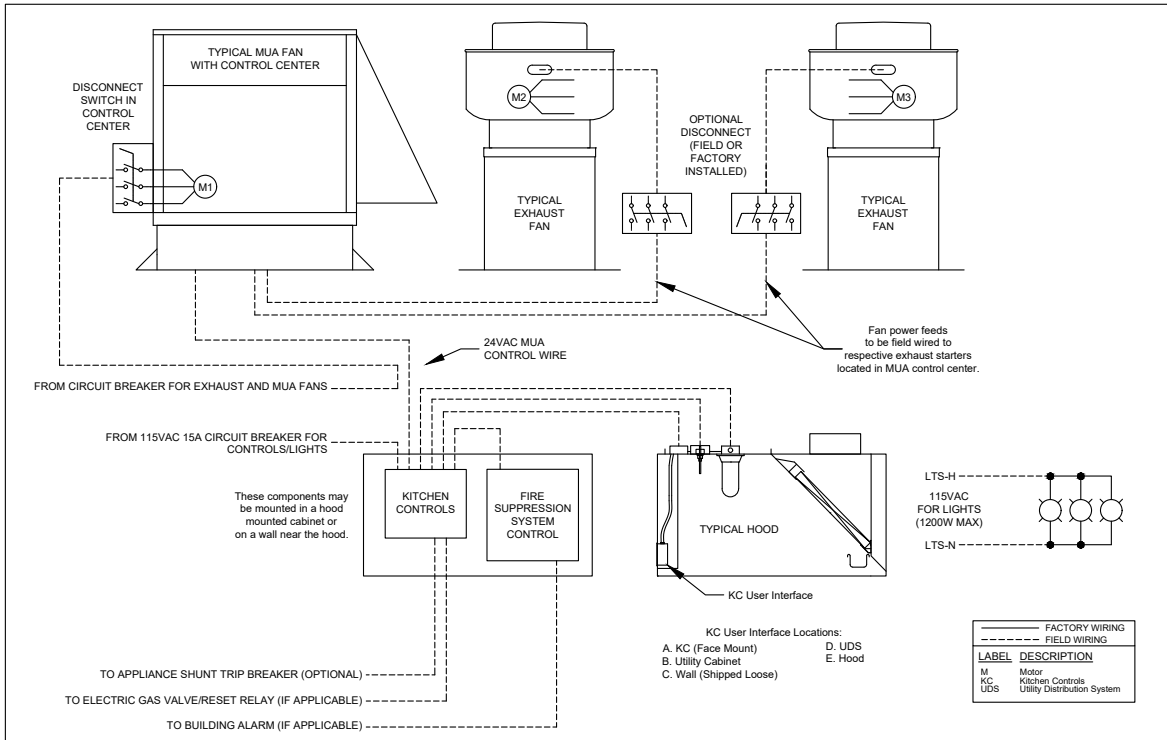 TYPICAL MUA FAN
WITH CONTROL CENTER
DISCONNECT
SWITCH IN
CONTROL
CENTER
M1
M2
M3
OPTIONAL
DISCONNECT
(FIELD OR
FACTORY
INSTALLED)
TYPICAL
EXHAUST
FAN
TYPICAL
EXHAUST
FAN
24VAC MUA
CONTROL WIRE
Fan power feeds
to be field wired to
respective exhaust starters
located in MUA control center.
FROM CIRCUIT BREAKER FOR EXHAUST AND MUA FANS
FROM 115VAC 15A CIRCUIT BREAKER FOR
CONTROLS/LIGHTS
These components may
be mounted in a hood
mounted cabinet or
on a wall near the hood.
KITCHEN
CONTROLS
FIRE
SUPPRESSION
SYSTEM
CONTROL
TYPICAL HOOD
LTS-H
115VAC
FOR LIGHTS
(1200W MAX)
LTS-N
KC User Interface
KC User Interface Locations:
A. KC (Face Mount)
B. Utility Cabinet
C. Wall (Shipped Loose)
D. UDS
E. Hood
TO APPLIANCE SHUNT TRIP BREAKER (OPTIONAL)
TO ELECTRIC GAS VALVE/RESET RELAY (IF APPLICABLE)
TO BUILDING ALARM (IF APPLICABLE)
FACTORY WIRING
FIELD WIRING
LABEL DESCRIPTION
M Motor
KC Kitchen Controls
UDS Utility Distribution System